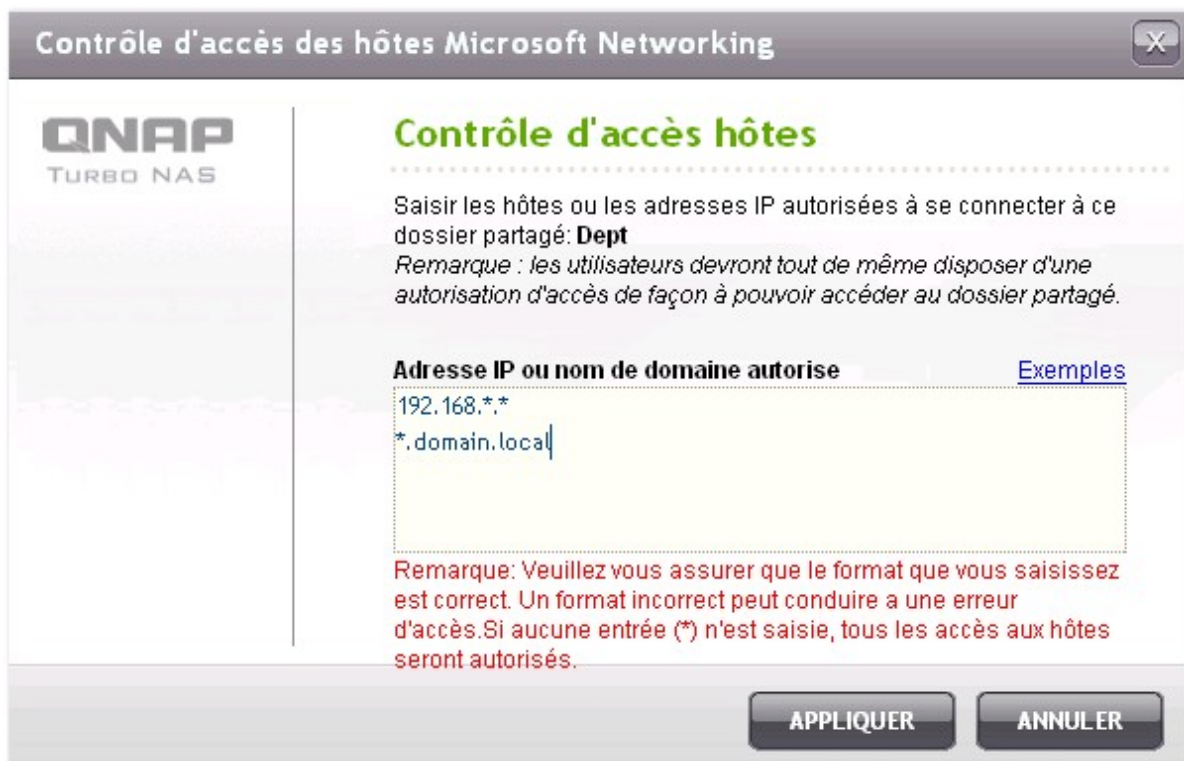 Contrôle d'accès des hôtes Microsoft Networking
X
QNAP
TURBO NAS
Contrôle d'accès hôtes
Saisir les hôtes ou les adresses IP autorisées à se connecter à ce
dossier partagé: Dept
Remarque : les utilisateurs devront tout de même disposer d'une
autorisation d'accès de façon à pouvoir accéder au dossier partagé.
Adresse IP ou nom de domaine autorise Exemples
192.168.*.*
*.domain.local
Remarque: Veuillez vous assurer que le format que vous saisissez
est correct. Un format incorrect peut conduire a une erreur
d'accès.Si aucune entrée (*) n'est saisie, tous les accès aux hôtes
seront autorisés.
APPLIQUER ANNULER